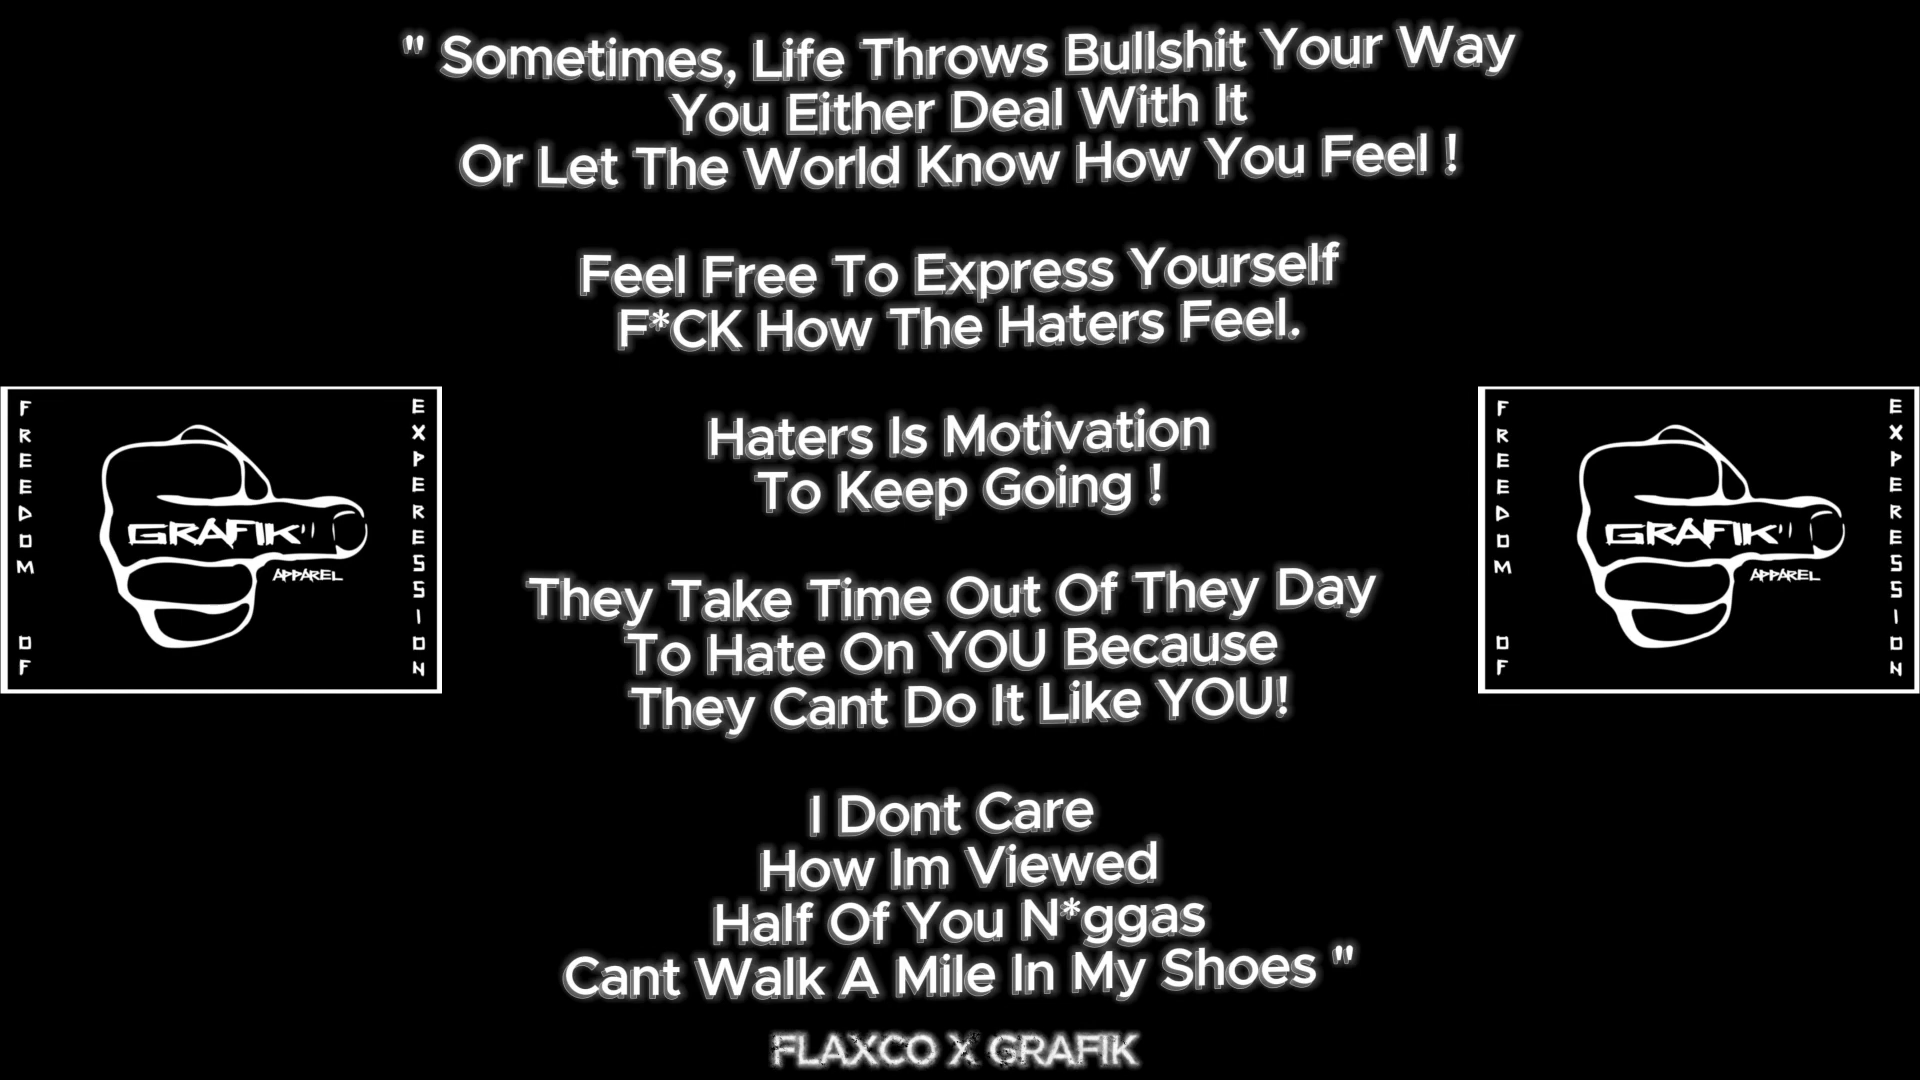 " Sometimes, Life Throws Bullshit Your Way
You Either Deal With It
Or Let The World Know How You Feel !
Feel Free To Express Yourself
F*CK How The Haters Feel.
Haters Is Motivation
To Keep Going !
They Take Time Out Of They Day
To Hate On YOU Because
They Cant Do It Like YOU!
I Dont Care
How Im Viewed
Half Of You N*ggas
Cant Walk A Mile In My Shoes "
FLAXCO X GRAFIK
FREEDOM OF
GRAFIK"
APPAREL
EXPERESSION
FREEDOM OF
GRAFIK"
APPAREL
EXPERESSION